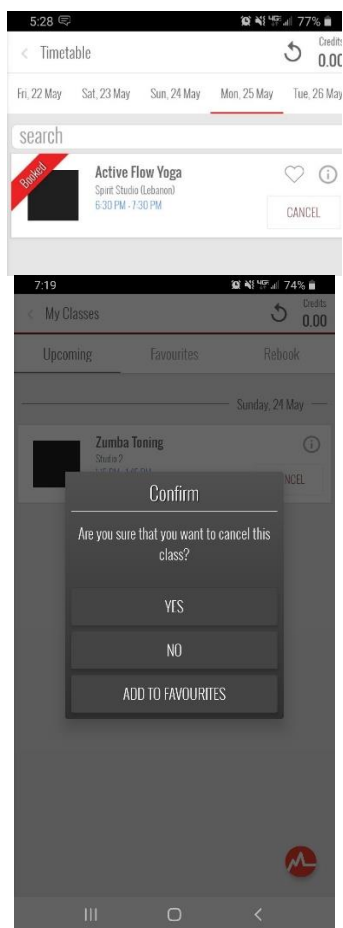 5:28 77%
Timetable Credits
0.00
Fri, 22 May Sat, 23 May Sun, 24 May Mon, 25 May Tue, 26 May
search
Booked
Active Flow Yoga
Spirit Studio (Lebanon)
6:30 PM - 7:30 PM
CANCEL
7:19 74%
My Classes Credits
0.00
Upcoming Favourites Rebook
Sunday, 24 May
Zumba Toning
Studio 2
NCEL
Confirm
Are you sure that you want to cancel this
class?
YES
NO
ADD TO FAVOURITES